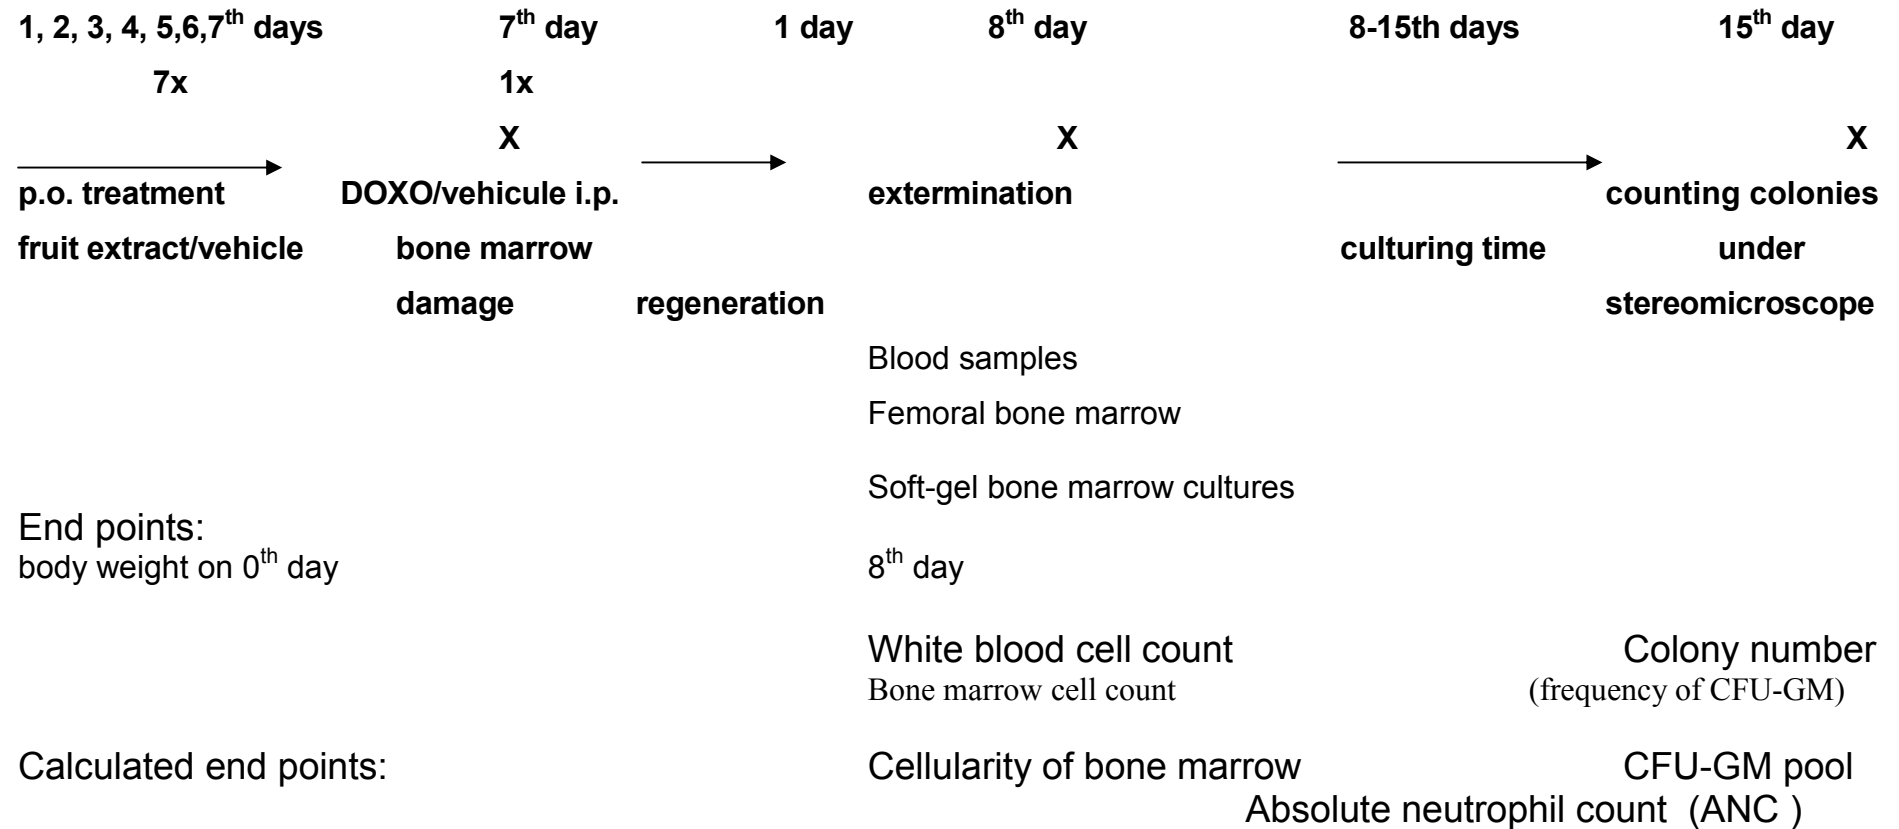 1, 2, 3, 4, 5,6,7th days 7th day 1 day 8th day 8-15th days 15th day
7x 1x
X X X
p.o. treatment DOXO/vehicule i.p. extermination counting colonies
fruit extract/vehicle bone marrow culturing time under
damage regeneration stereomicroscope
Blood samples
Femoral bone marrow
Soft-gel bone marrow cultures
End points:
body weight on 0th day 8th day
White blood cell count Colony number
Bone marrow cell count (frequency of CFU-GM)
Calculated end points: Cellularity of bone marrow CFU-GM pool
Absolute neutrophil count (ANC )